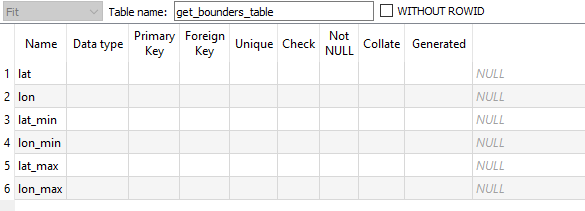 Fit Table name: get_bounders_table WITHOUT ROWID
Name Data type Primary Key Foreign Key Unique Check Not NULL Collate Generated
1 lat NULL
2 lon NULL
3 lat_min NULL
4 lon_min NULL
5 lat_max NULL
6 lon_max NULL